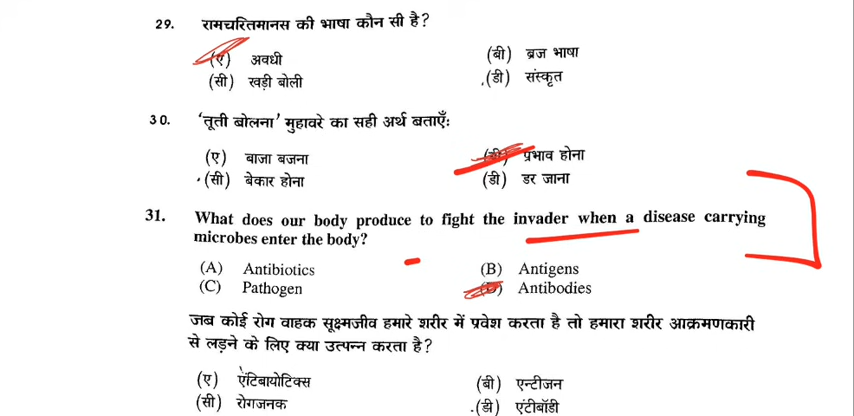 29. रामचरितमानस की भाषा कौन सी है?
(ए) अवधी (बी) ब्रज भाषा
(सी) खड़ी बोली (डी) संस्कृत
30. 'तूती बोलना' मुहावरे का सही अर्थ बताएँः
(ए) बाजा बजना (बी) प्रभाव होना
(सी) बेकार होना (डी) डर जाना
31. What does our body produce to fight the invader when a disease carrying
microbes enter the body?
(A) Antibiotics (B) Antigens
(C) Pathogen (D) Antibodies
जब कोई रोग वाहक सूक्ष्मजीव हमारे शरीर में प्रवेश करता है तो हमारा शरीर आक्रमणकारी
से लड़ने के लिए क्या उत्पन्न करता है?
(ए) एंटिबायोटिक्स (बी) एन्टीजन
(सी) रोगजनक (डी) एंटीबॉडी